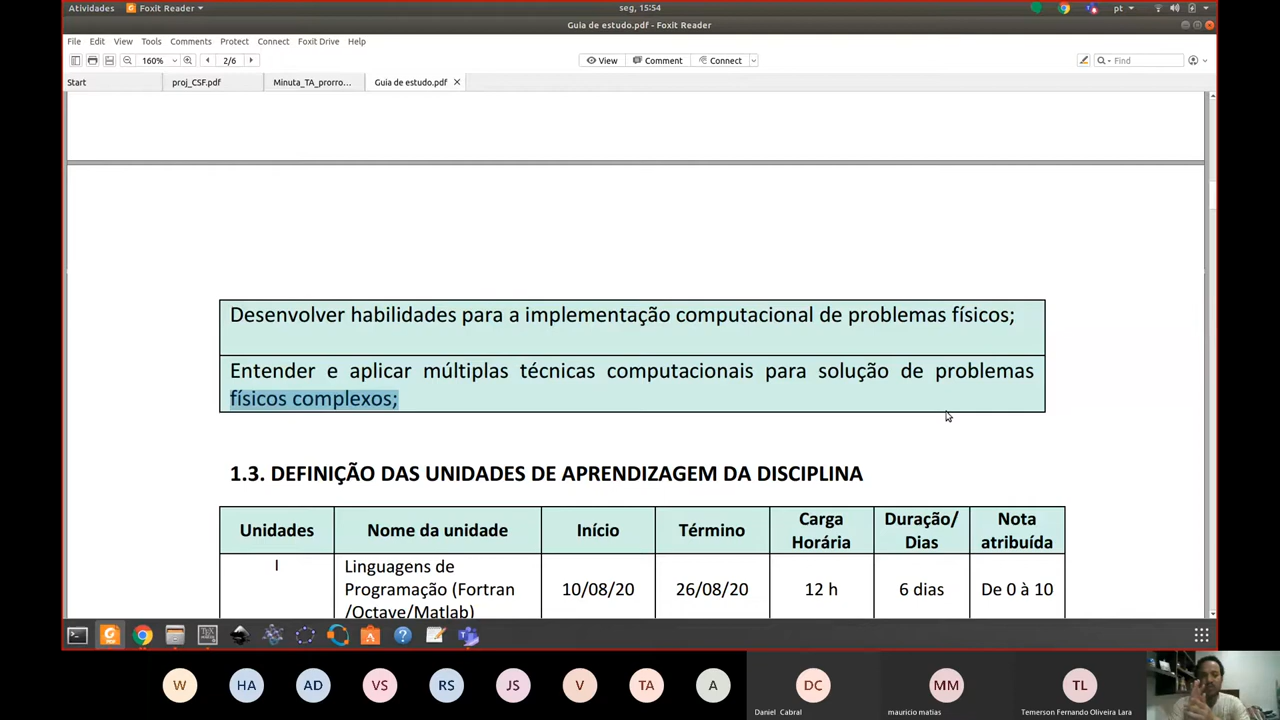 Atividades
Foxit Reader
seg, 15:54
pt
Guia de estudo.pdf - Foxit Reader
File Edit View Tools Comments Protect Connect Foxit Drive Help
160% 2/6 View Comment Connect Find
Start proj_CSF.pdf Minuta_TA_prorro... Guia de estudo.pdf
Desenvolver habilidades para a implementação computacional de problemas físicos;
Entender e aplicar múltiplas técnicas computacionais para solução de problemas
físicos complexos;
1.3. DEFINIÇÃO DAS UNIDADES DE APRENDIZAGEM DA DISCIPLINA
Unidades Nome da unidade Início Término Carga Horária Duração/ Dias Nota atribuída
I
Linguagens de
Programação (Fortran 10/08/20 26/08/20 12 h 6 dias De 0 à 10
/Octave/Matlab)
W HA AD VS RS JS V TA A DC MM TL
Daniel Cabral mauricio matias Temerson Fernando Oliveira Lara